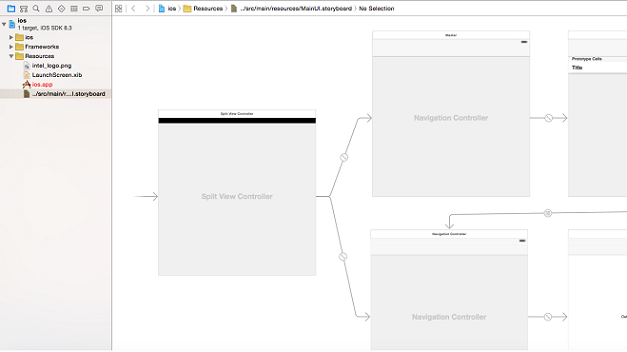 ios
Resources
../src/main/resources/MainUI.storyboard
No Selection
ios
1 target, iOS SDK 8.3
ios
Frameworks
Resources
intel_logo.png
LaunchScreen.xib
ios.app
../src/main/r...l.storyboard
Master
Navigation Controller
Prototype Cells
Title
Split View Controller
Split View Controller
Navigation Controller
Navigation Controller